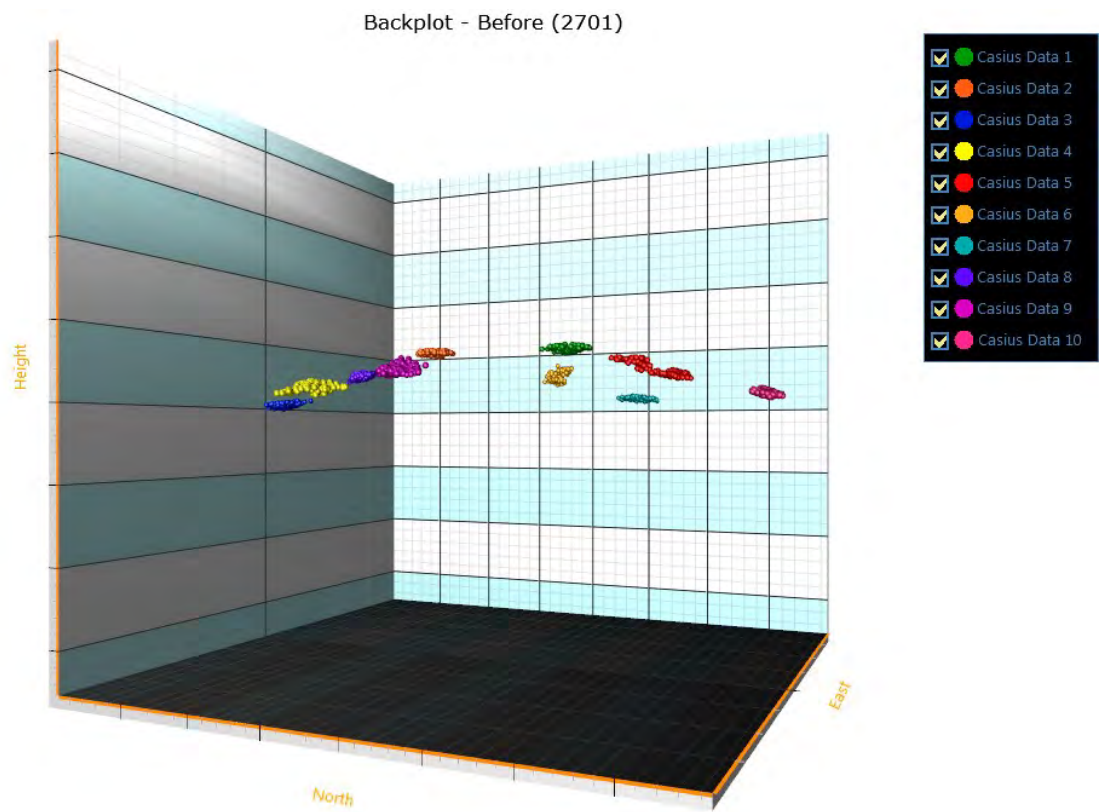 Backplot - Before (2701)
Casius Data 1
Casius Data 2
Casius Data 3
Casius Data 4
Casius Data 5
Casius Data 6
Casius Data 7
Casius Data 8
Casius Data 9
Casius Data 10
Height
East
North